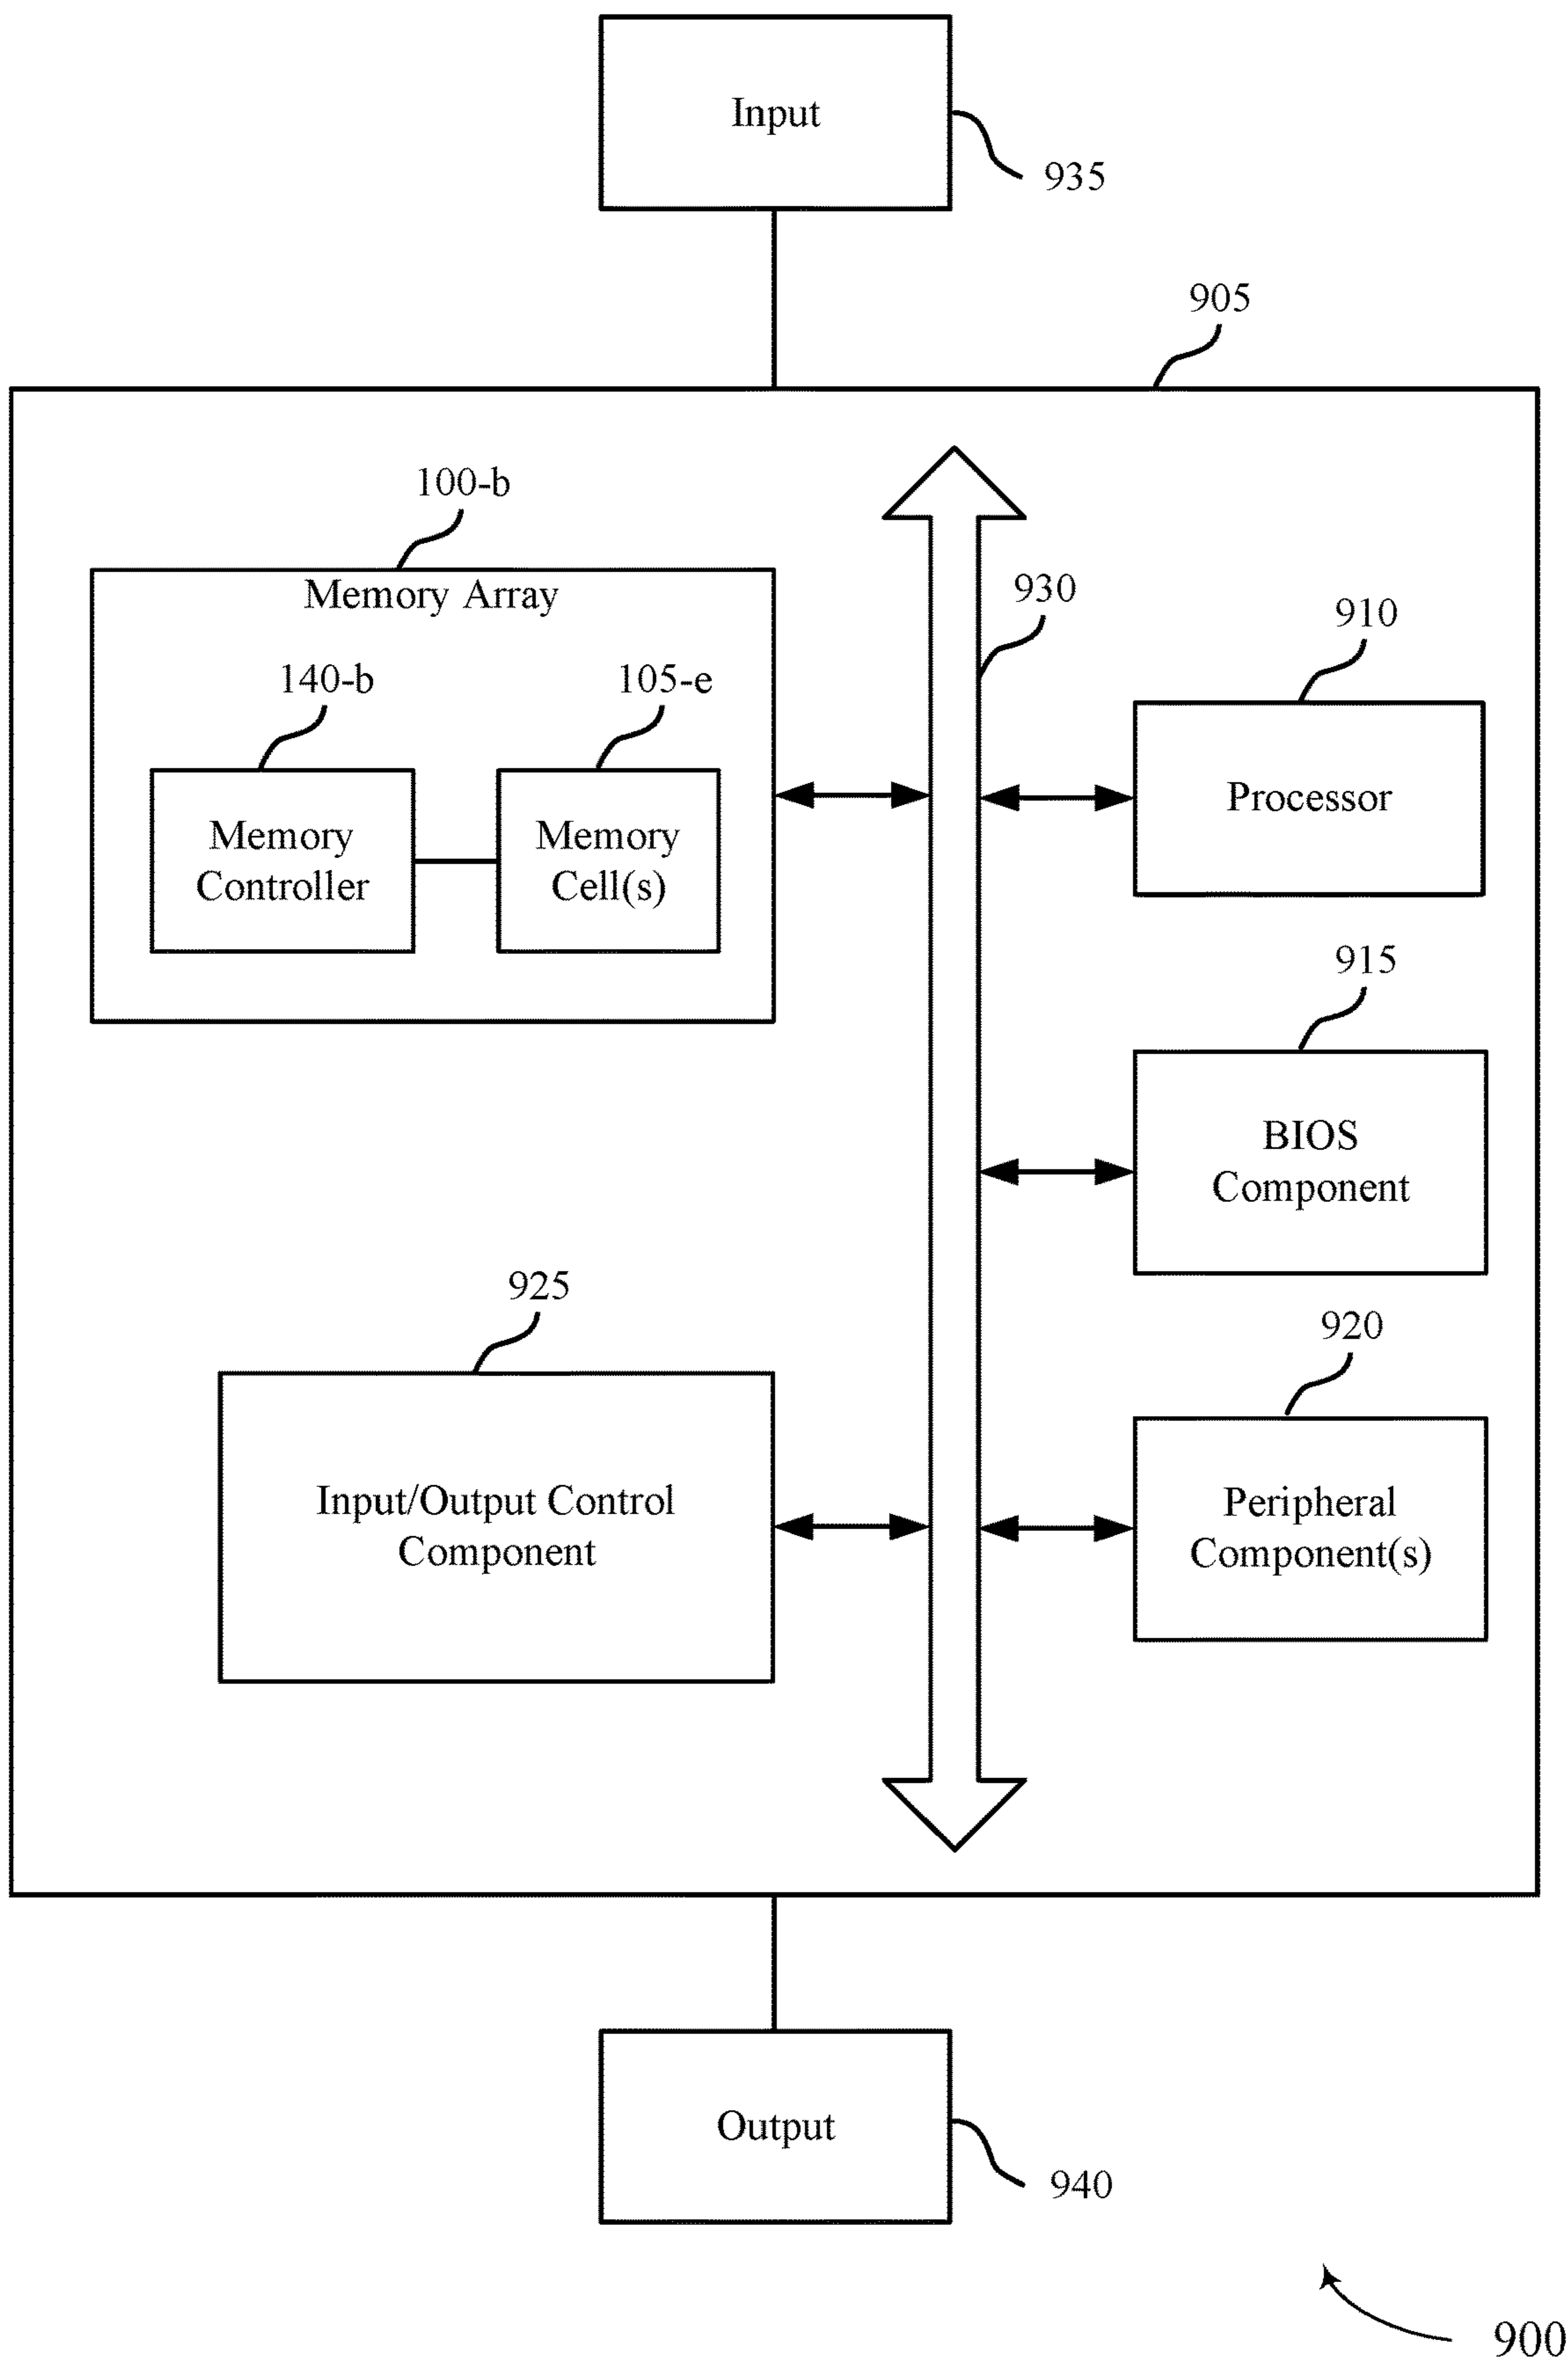 Input
935
905
100-b
Memory Array
930
910
140-b
105-e
Processor
Memory
Controller
Memory
Cell(s)
915
BIOS
Component
925
920
Input/Output Control
Component
Peripheral
Component(s)
Output
940
900